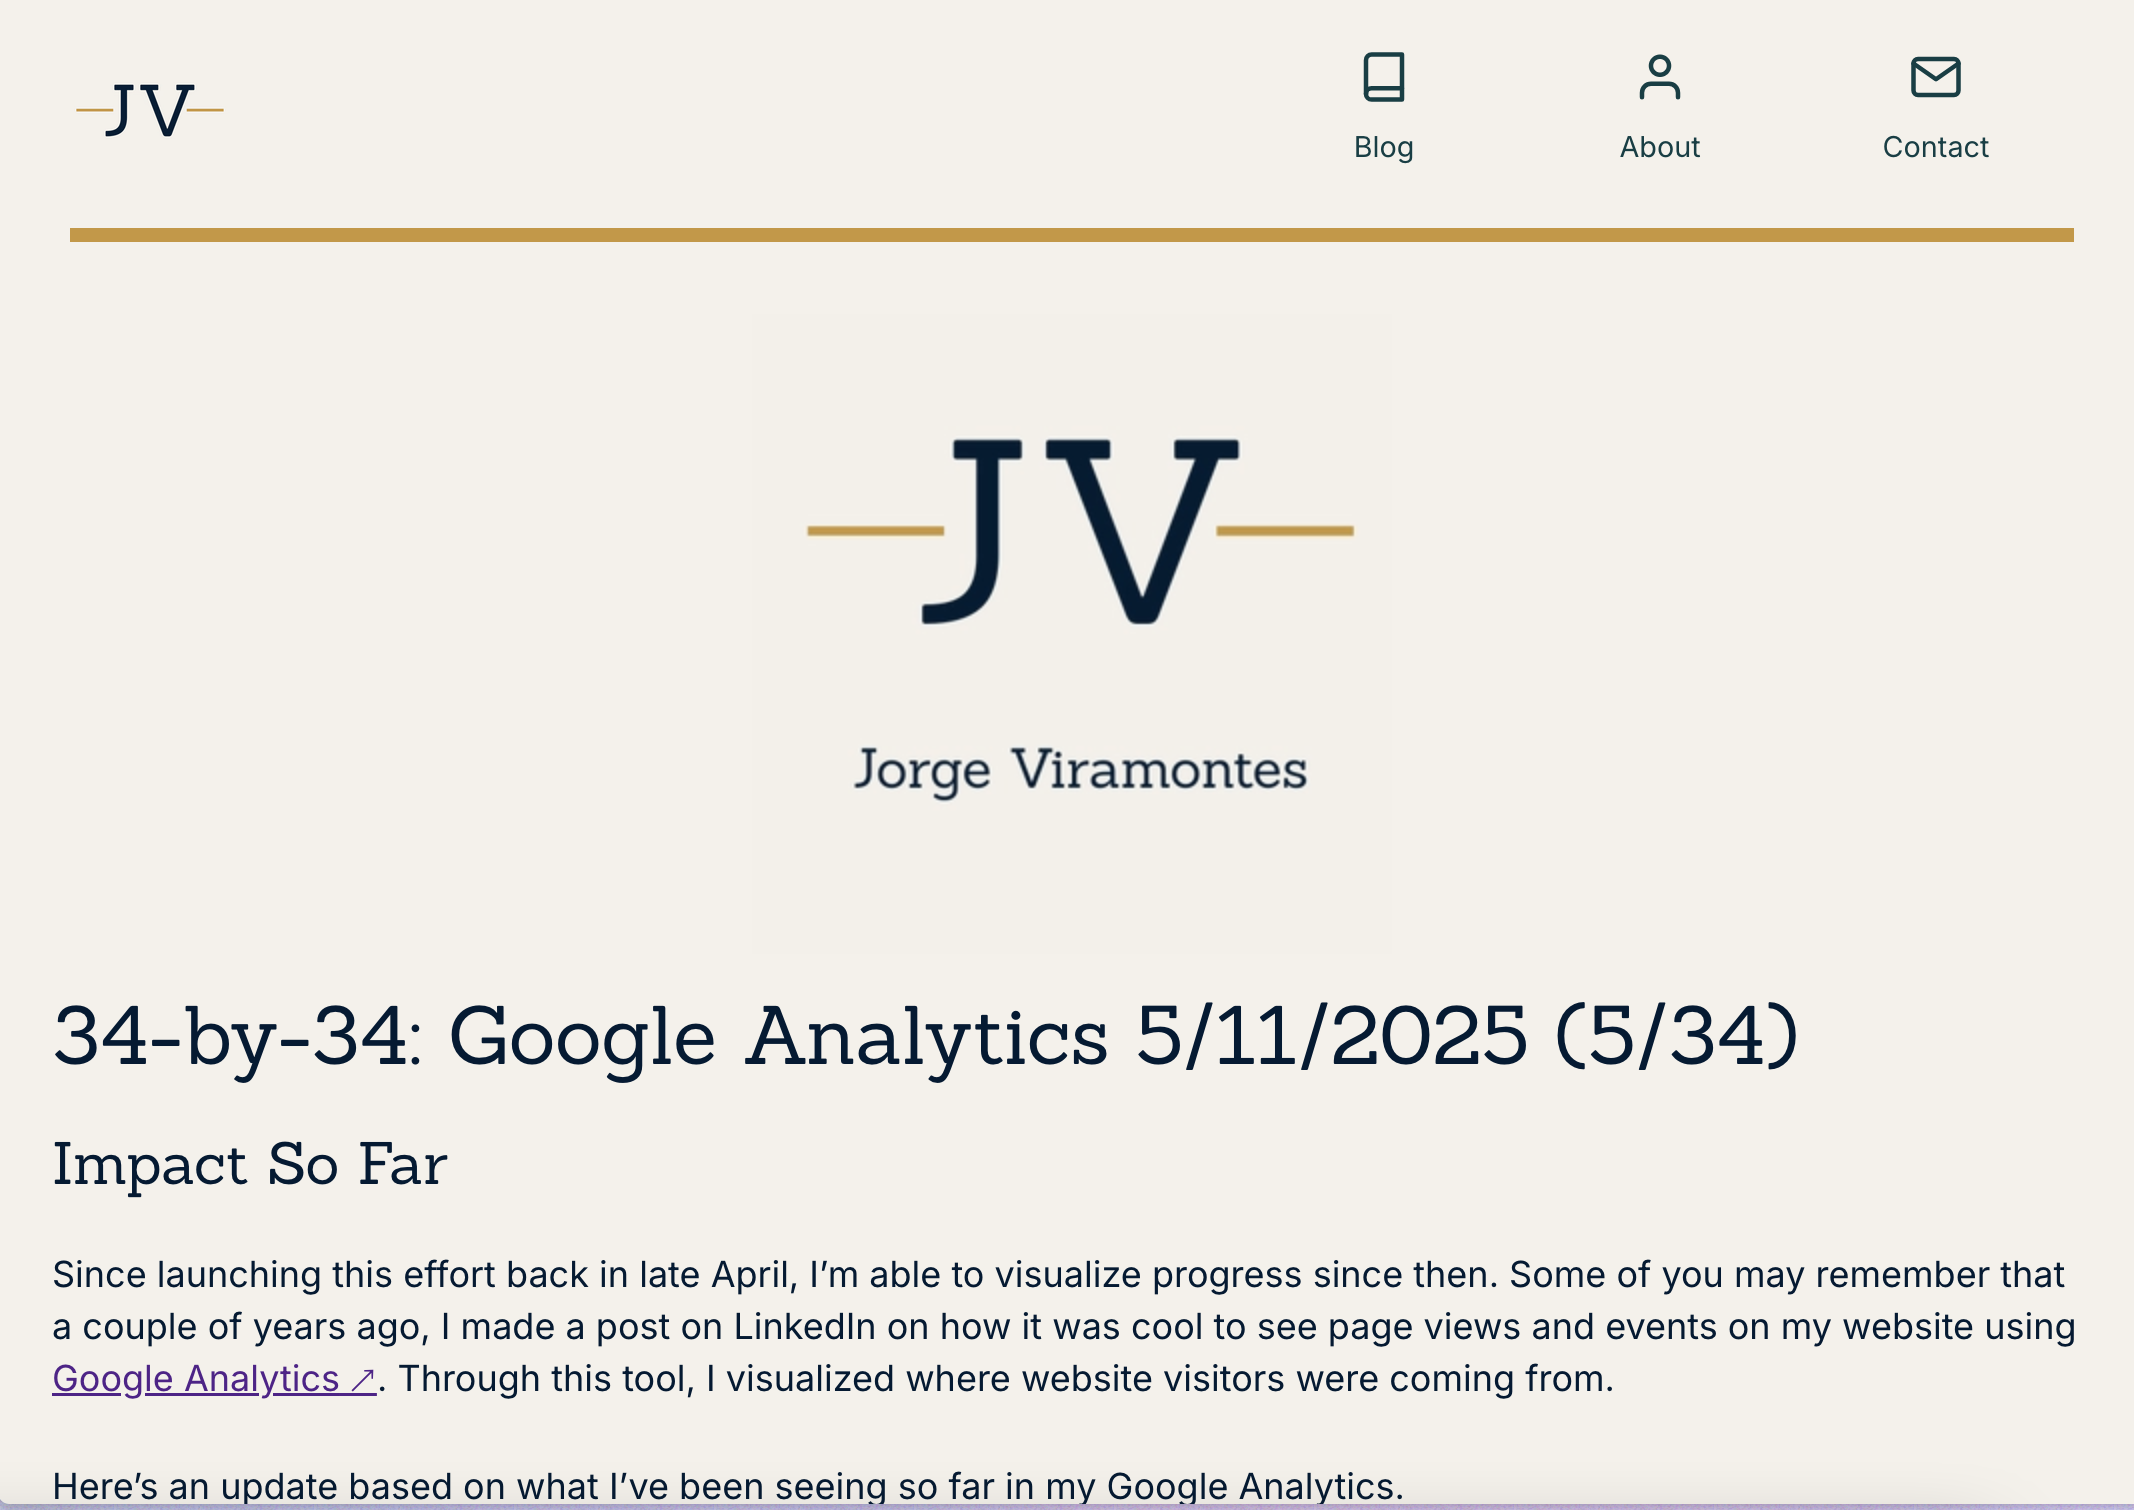 JV
Blog
About
Contact
JV
Jorge Viramontes
34-by-34: Google Analytics 5/11/2025 (5/34)
Impact So Far
Since launching this effort back in late April, I’m able to visualize progress since then. Some of you may remember that
a couple of years ago, I made a post on LinkedIn on how it was cool to see page views and events on my website using
Google Analytics ↗. Through this tool, I visualized where website visitors were coming from.
Here’s an update based on what I’ve been seeing so far in my Google Analytics.